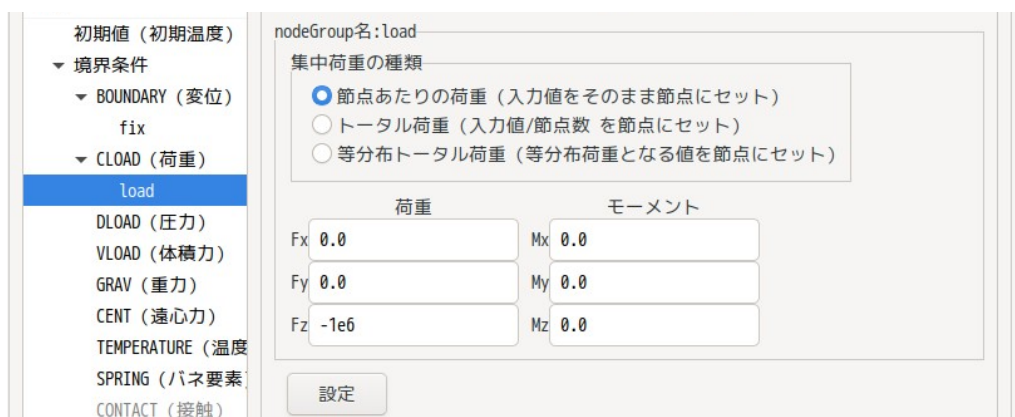 初期値（初期温度）
境界条件
BOUNDARY（変位）
fix
CLOAD（荷重）
load
DLOAD（圧力）
VLOAD（体積力）
GRAV（重力）
CENT（遠心力）
TEMPERATURE（温度
SPRING（バネ要素）
CONTACT（接触）
nodeGroup名:load
集中荷重の種類
節点あたりの荷重（入力値をそのまま節点にセット）
トータル荷重（入力値/節点数 を節点にセット）
等分布トータル荷重（等分布荷重となる値を節点にセット）
荷重 モーメント
Fx 0.0 Mx 0.0
Fy 0.0 My 0.0
Fz -1e6 Mz 0.0
設定